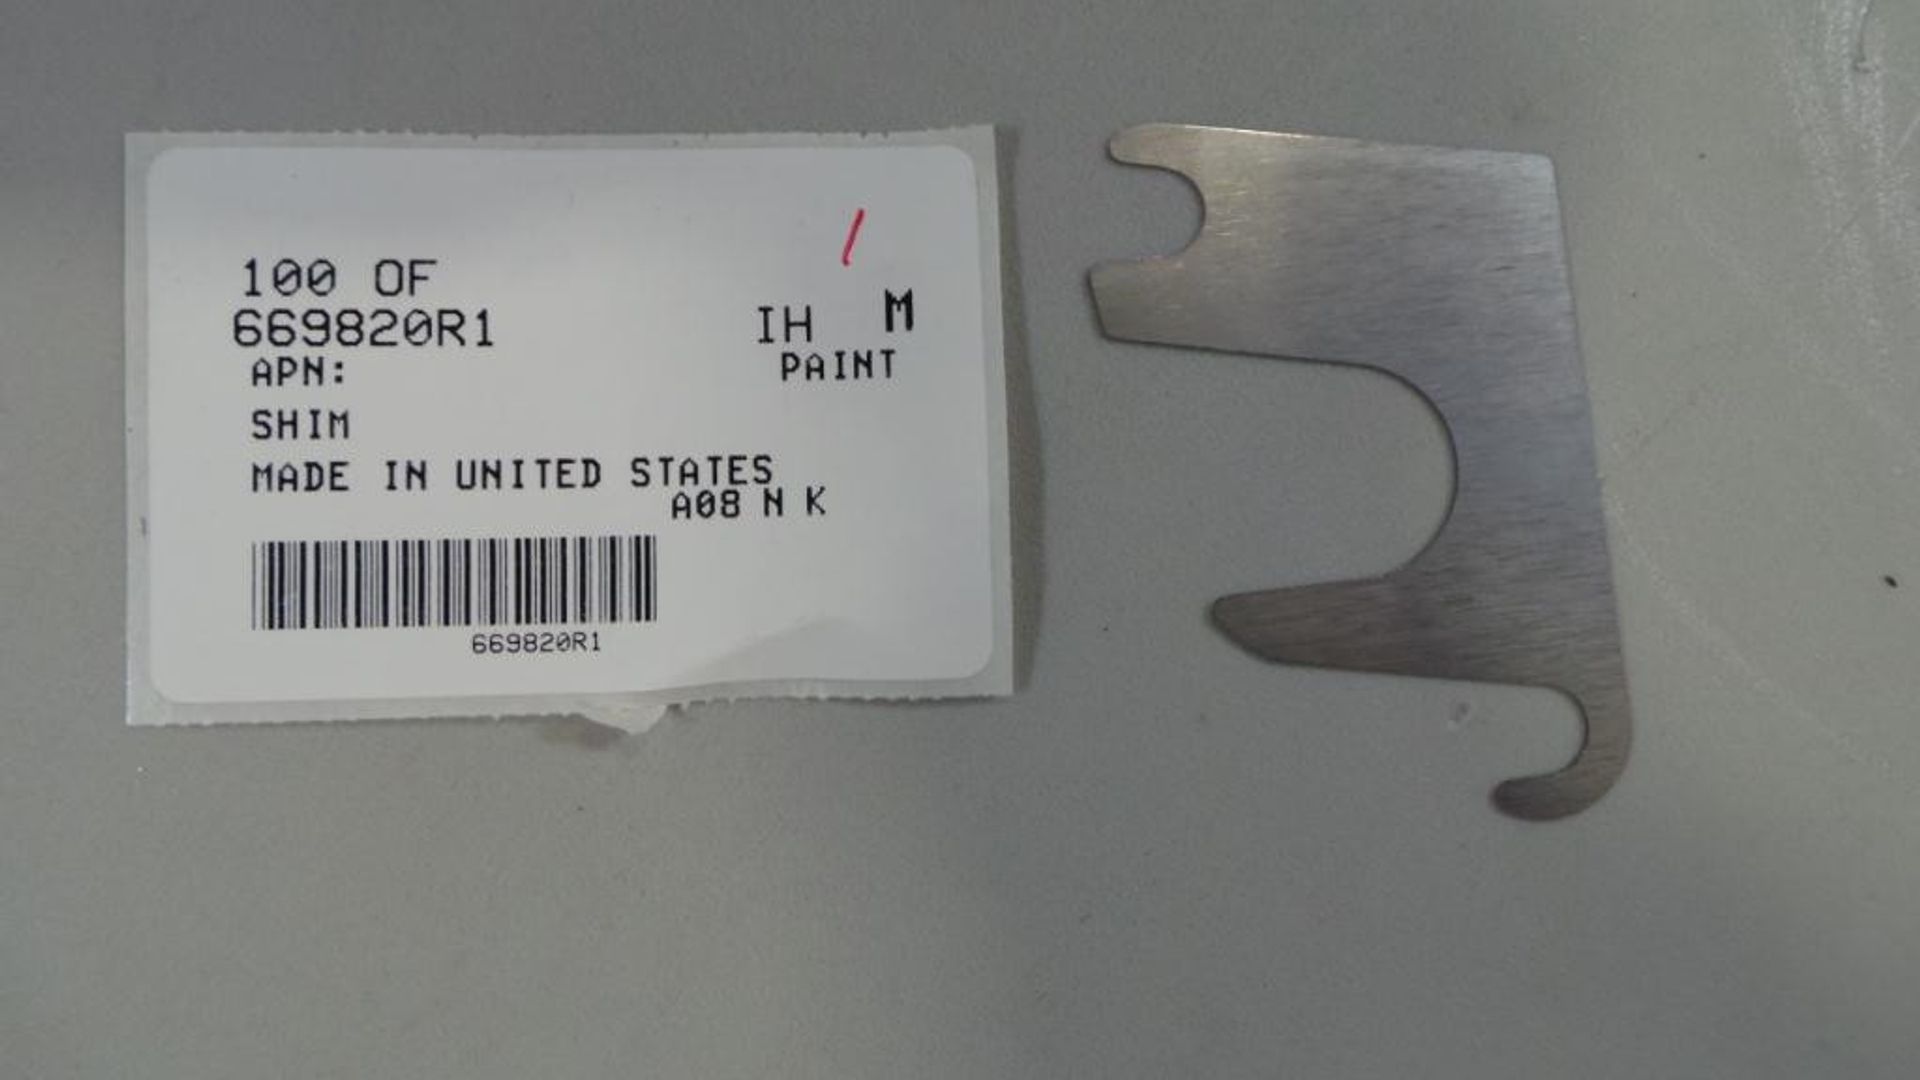 100 OF
669820R1 IH M
APN: PAINT
SHIM
MADE IN UNITED STATES
A08 N K
669820R1